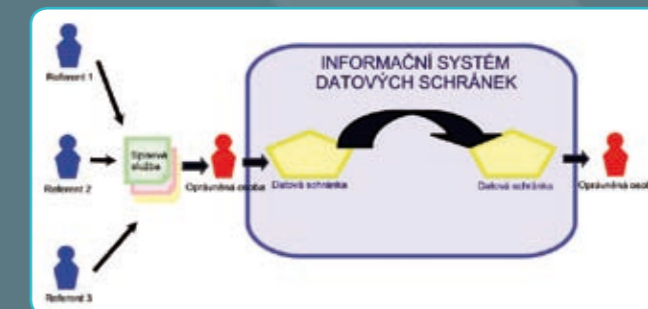 INFORMAČNÍ SYSTÉM
DATOVÝCH SCHRÁNEK
Referent 1
Referent 2
Referent 3
Spisová
služba
Oprávněná osoba
Datová schránka
Datová schránka
Oprávněná osob